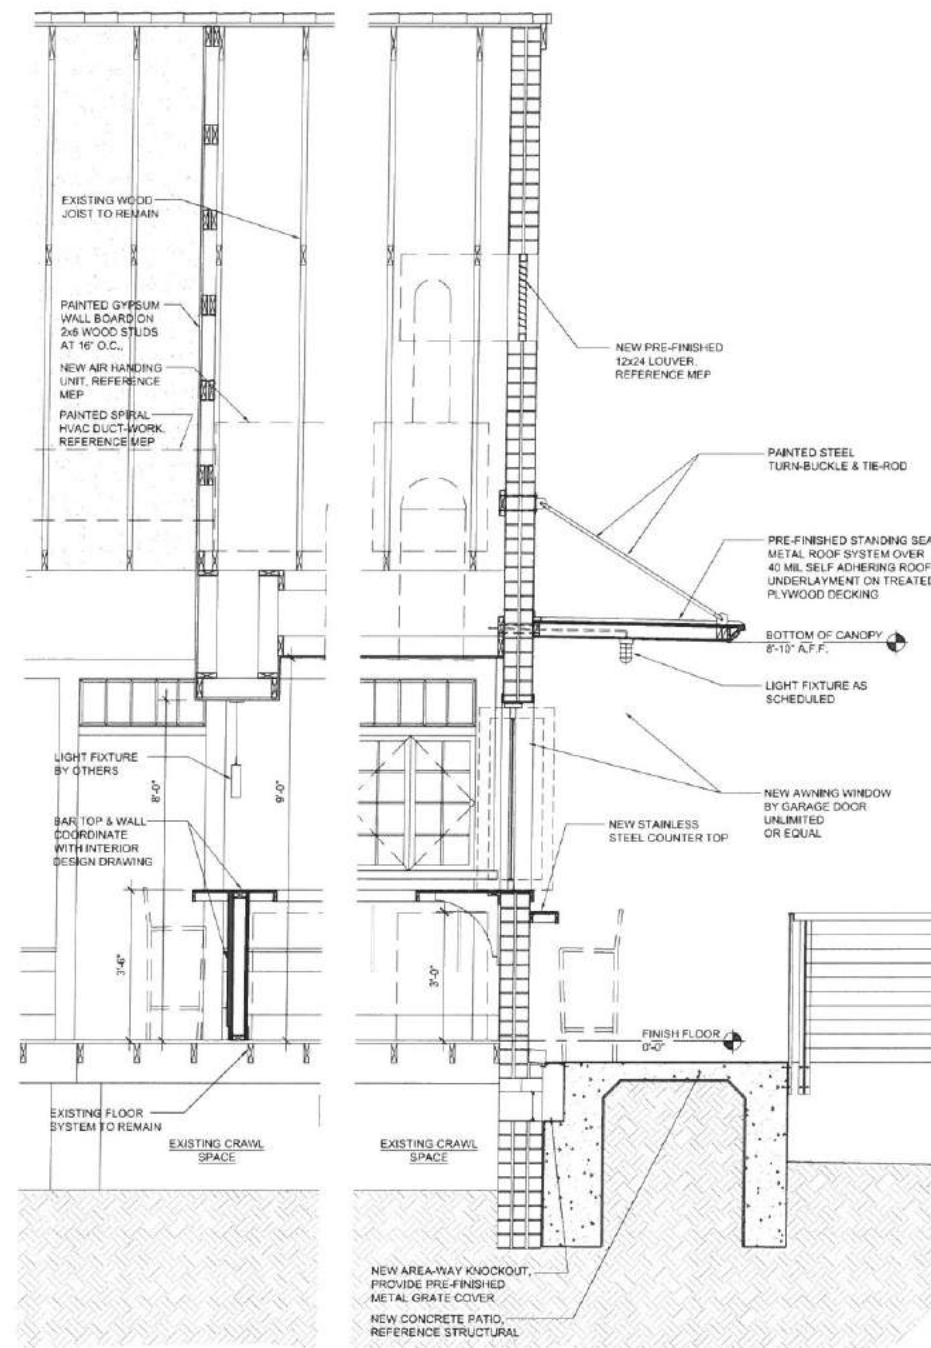 EXISTING WOOD
JOIST TO REMAIN
PAINTED GYPSUM
WALL BOARD ON
2x6 WOOD STUDS
AT 16" O.C.,
NEW AIR HANDING
UNIT, REFERENCE
MEP
PAINTED SPIRAL
HVAC DUCT-WORK,
REFERENCE MEP
NEW PRE-FINISHED
12x24 LOUVER,
REFERENCE MEP
PAINTED STEEL
TURN-BUCKLE & TIE-ROD
PRE-FINISHED STANDING SEA
METAL ROOF SYSTEM OVER
40 MIL SELF ADHERING ROOF
UNDERLAYMENT ON TREATED
PLYWOOD DECKING
BOTTOM OF CANOPY
8'-10" A.F.F.
LIGHT FIXTURE AS
SCHEDULED
LIGHT FIXTURE
BY OTHERS
8'-0"
9'-0"
NEW AWNING WINDOW
BY GARAGE DOOR
UNLIMITED
OR EQUAL
BAR TOP & WALL
COORDINATE
WITH INTERIOR
DESIGN DRAWING
NEW STAINLESS
STEEL COUNTER TOP
3'-6"
3'-0"
FINISH FLOOR
0'-0"
EXISTING FLOOR
SYSTEM TO REMAIN
EXISTING CRAWL
SPACE
EXISTING CRAWL
SPACE
NEW AREA-WAY KNOCKOUT,
PROVIDE PRE-FINISHED
METAL GRATE COVER
NEW CONCRETE PATIO,
REFERENCE STRUCTURAL